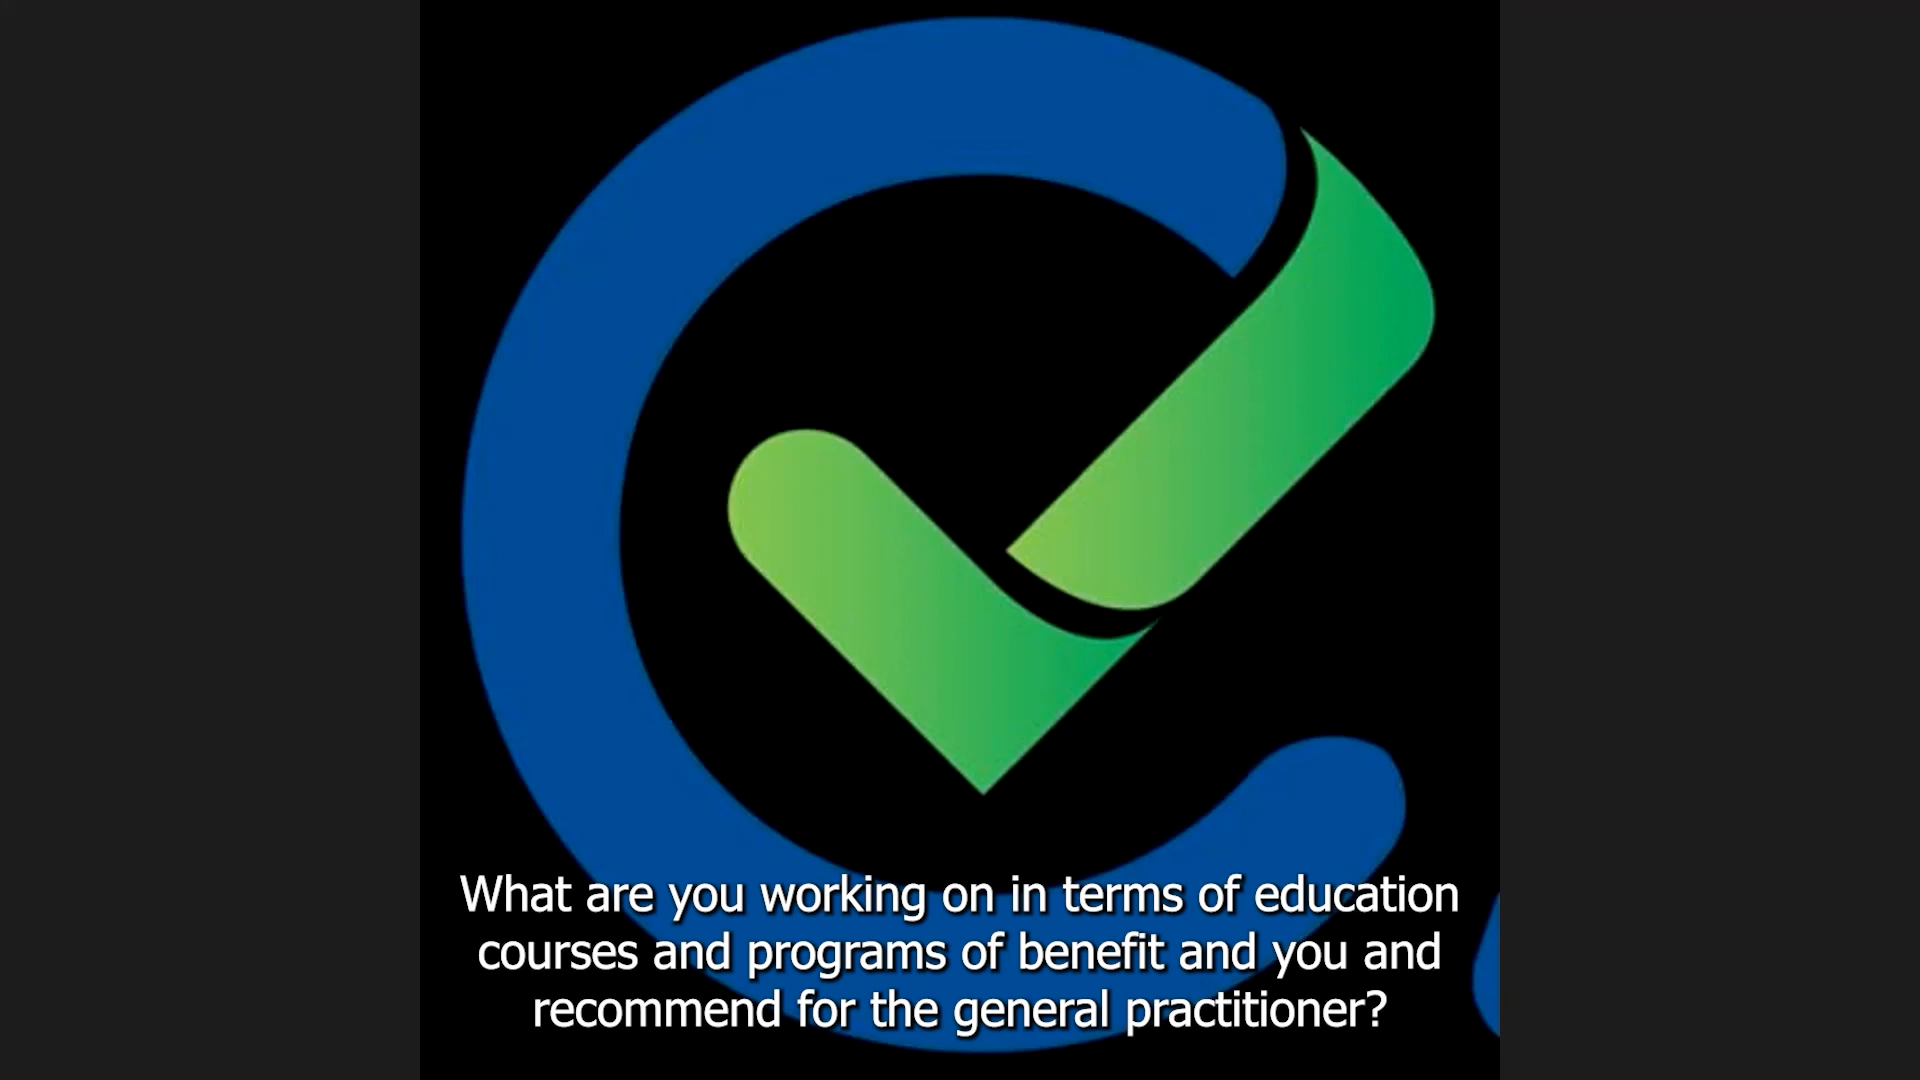 What are you working on in terms of education
courses and programs of benefit and you and
recommend for the general practitioner?